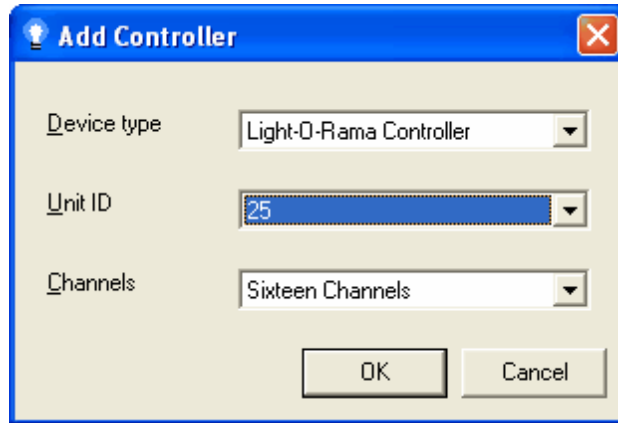 Add Controller
Device type
Light-O-Rama Controller
Unit ID
25
Channels
Sixteen Channels
OK
Cancel